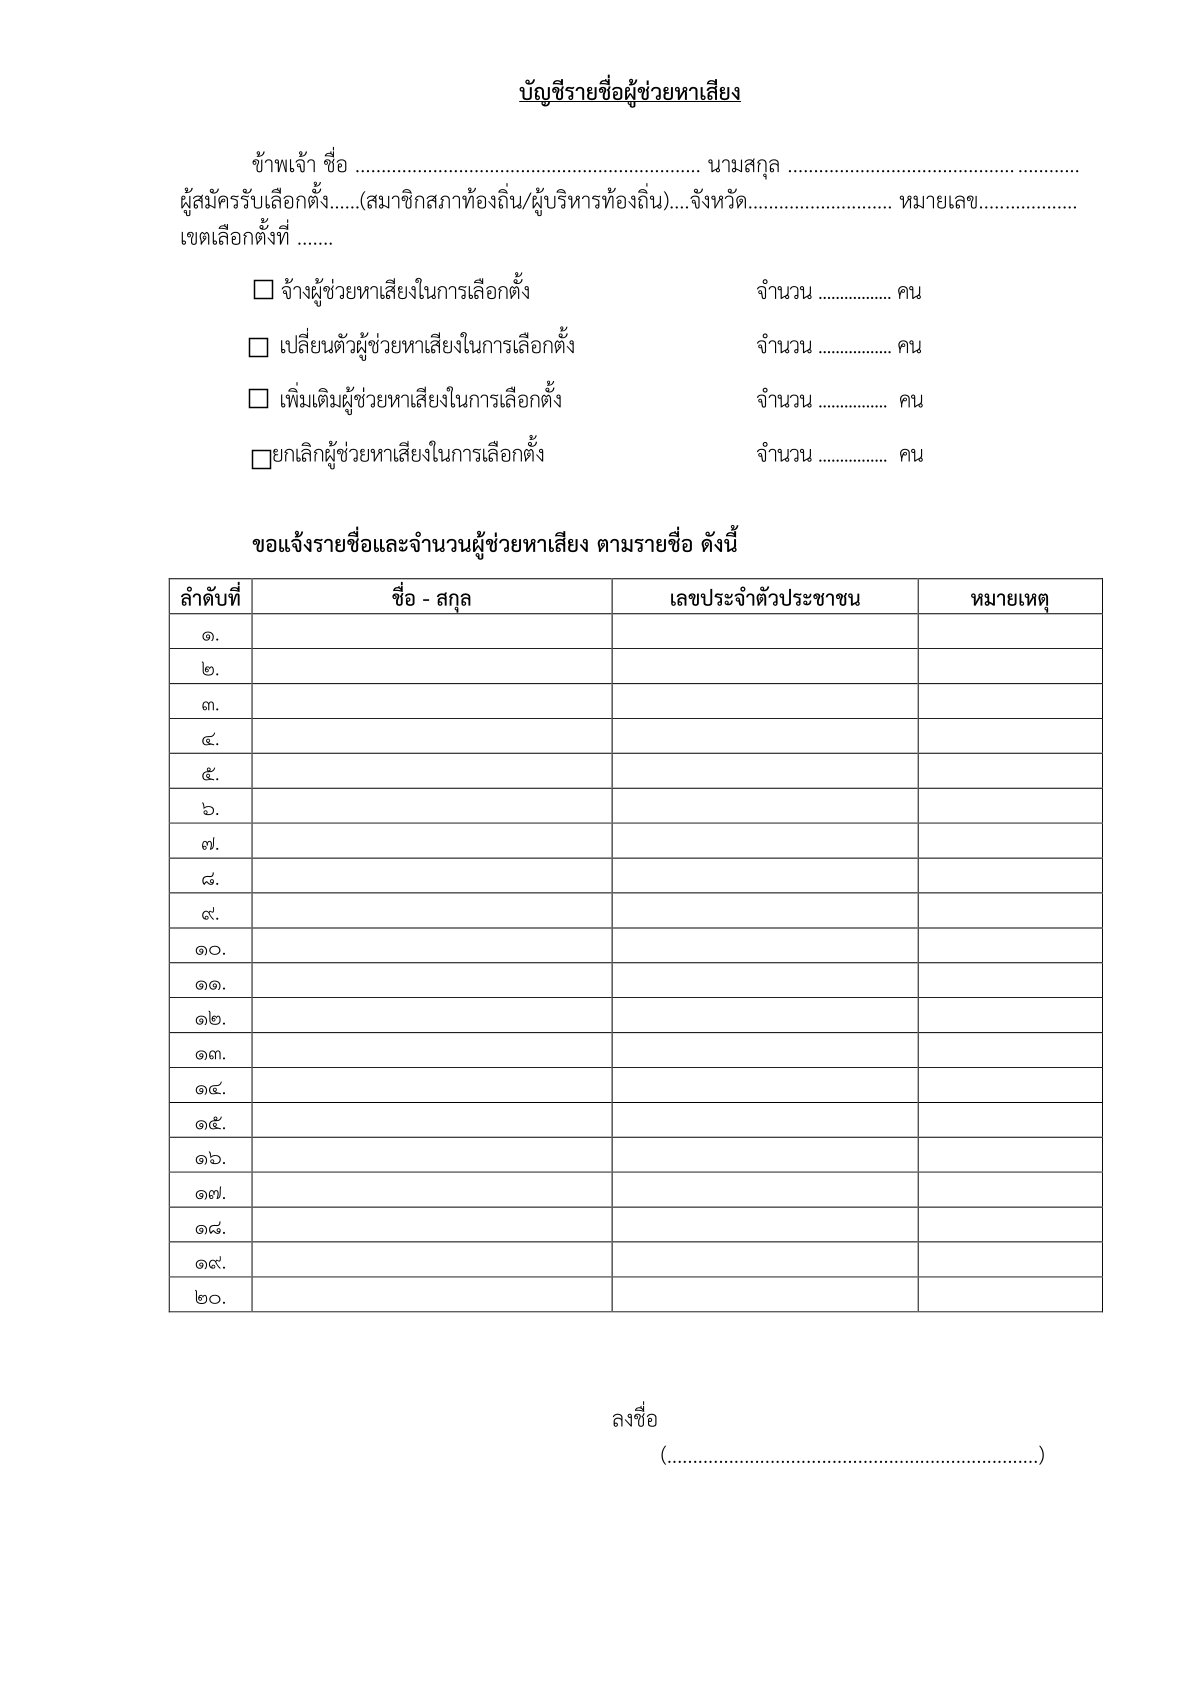 บัญชีรายชื่อผู้ช่วยหาเสียง
ข้าพเจ้า ชื่อ ................................................................... นามสกุล ............................................ ............
ผู้สมัครรับเลือกตั้ง......(สมาชิกสภาท้องถิ่น/ผู้บริหารท้องถิ่น)....จังหวัด............................ หมายเลข...................
เขตเลือกตั้งที่ .......
☐ จ้างผู้ช่วยหาเสียงในการเลือกตั้ง จำนวน ................. คน
☐ เปลี่ยนตัวผู้ช่วยหาเสียงในการเลือกตั้ง จำนวน ................. คน
☐ เพิ่มเติมผู้ช่วยหาเสียงในการเลือกตั้ง จำนวน ................ คน
☐ยกเลิกผู้ช่วยหาเสียงในการเลือกตั้ง จำนวน ................ คน
ขอแจ้งรายชื่อและจำนวนผู้ช่วยหาเสียง ตามรายชื่อ ดังนี้
ลำดับที่ ชื่อ - สกุล เลขประจำตัวประชาชน หมายเหตุ
๑.
๒.
๓.
๔.
๕.
๖.
๗.
๘.
๙.
๑๐.
๑๑.
๑๒.
๑๓.
๑๔.
๑๕.
๑๖.
๑๗.
๑๘.
๑๙.
๒๐.
ลงชื่อ
(........................................................................)